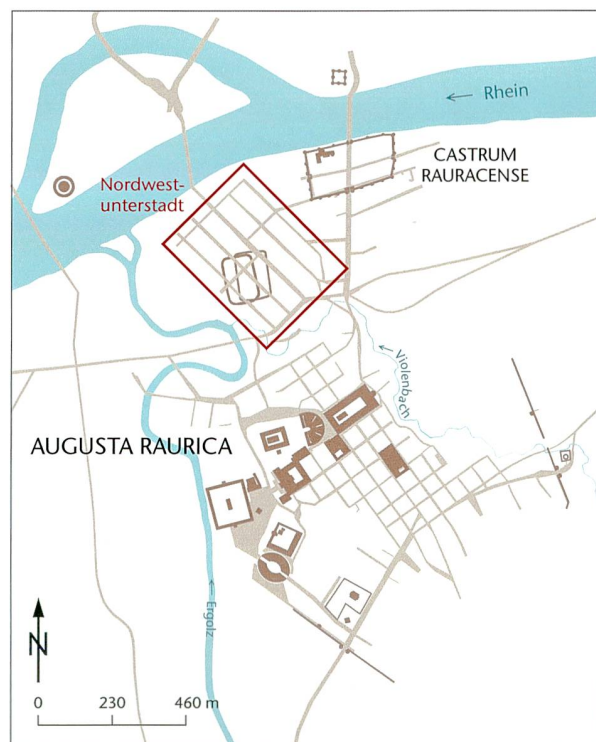 ← Rhein
CASTRUM
RAURACENSE
Nordwest-
unterstadt
← Violenbach
AUGUSTA RAURICA
← Ergolz
N
0 230 460 m